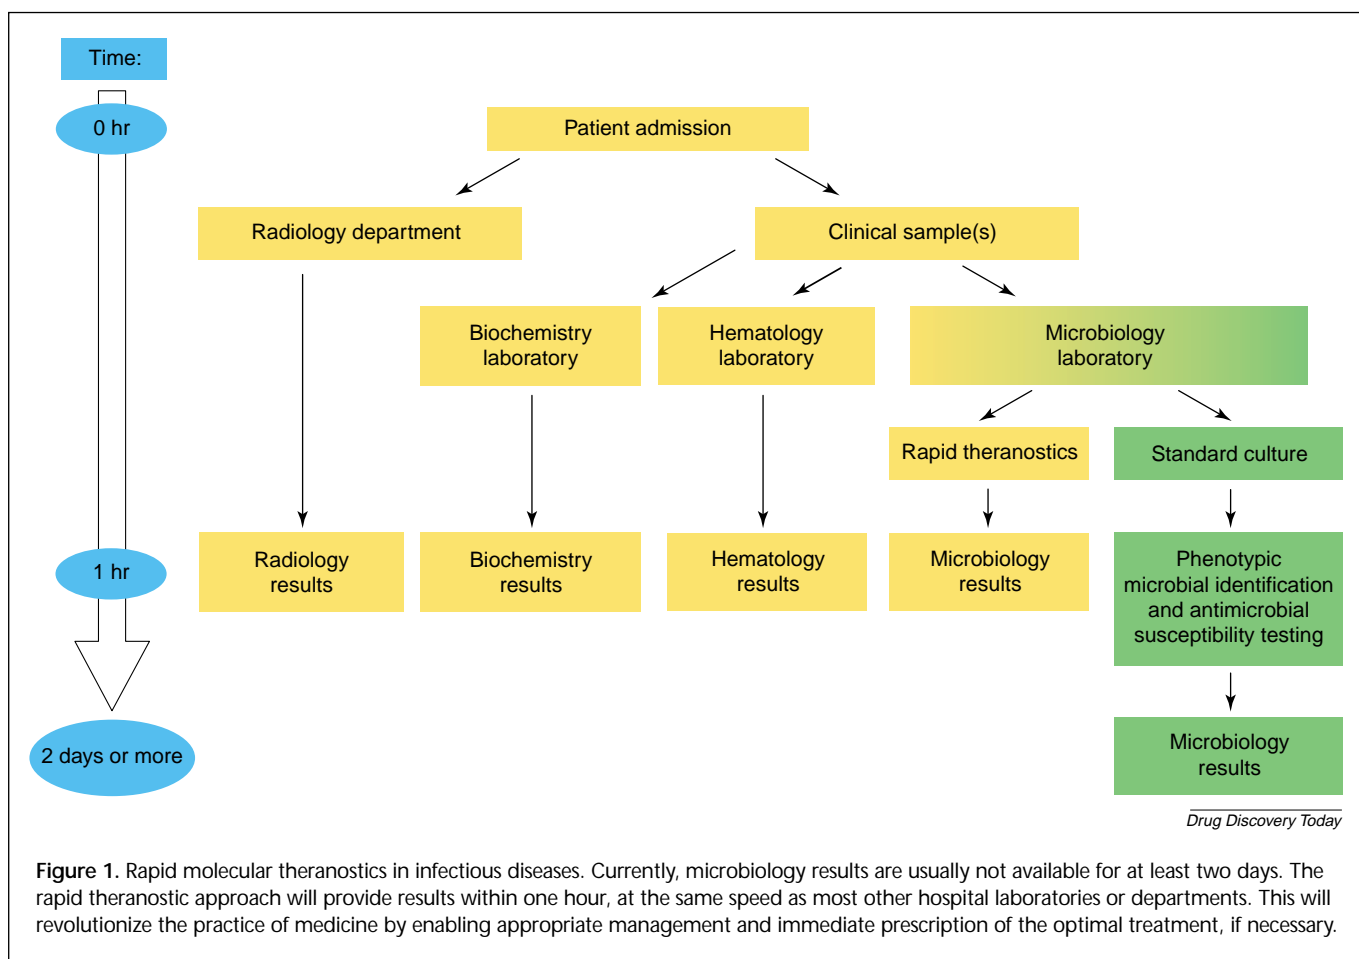 Time:
0 hr
Patient admission
Radiology department
Clinical sample(s)
Biochemistry
laboratory
Hematology
laboratory
Microbiology
laboratory
Rapid theranostics
Standard culture
1 hr
Radiology
results
Biochemistry
results
Hematology
results
Microbiology
results
Phenotypic
microbial identification
and antimicrobial
susceptibility testing
2 days or more
Microbiology
results
Drug Discovery Today
Figure 1. Rapid molecular theranostics in infectious diseases. Currently, microbiology results are usually not available for at least two days. The
rapid theranostic approach will provide results within one hour, at the same speed as most other hospital laboratories or departments. This will
revolutionize the practice of medicine by enabling appropriate management and immediate prescription of the optimal treatment, if necessary.